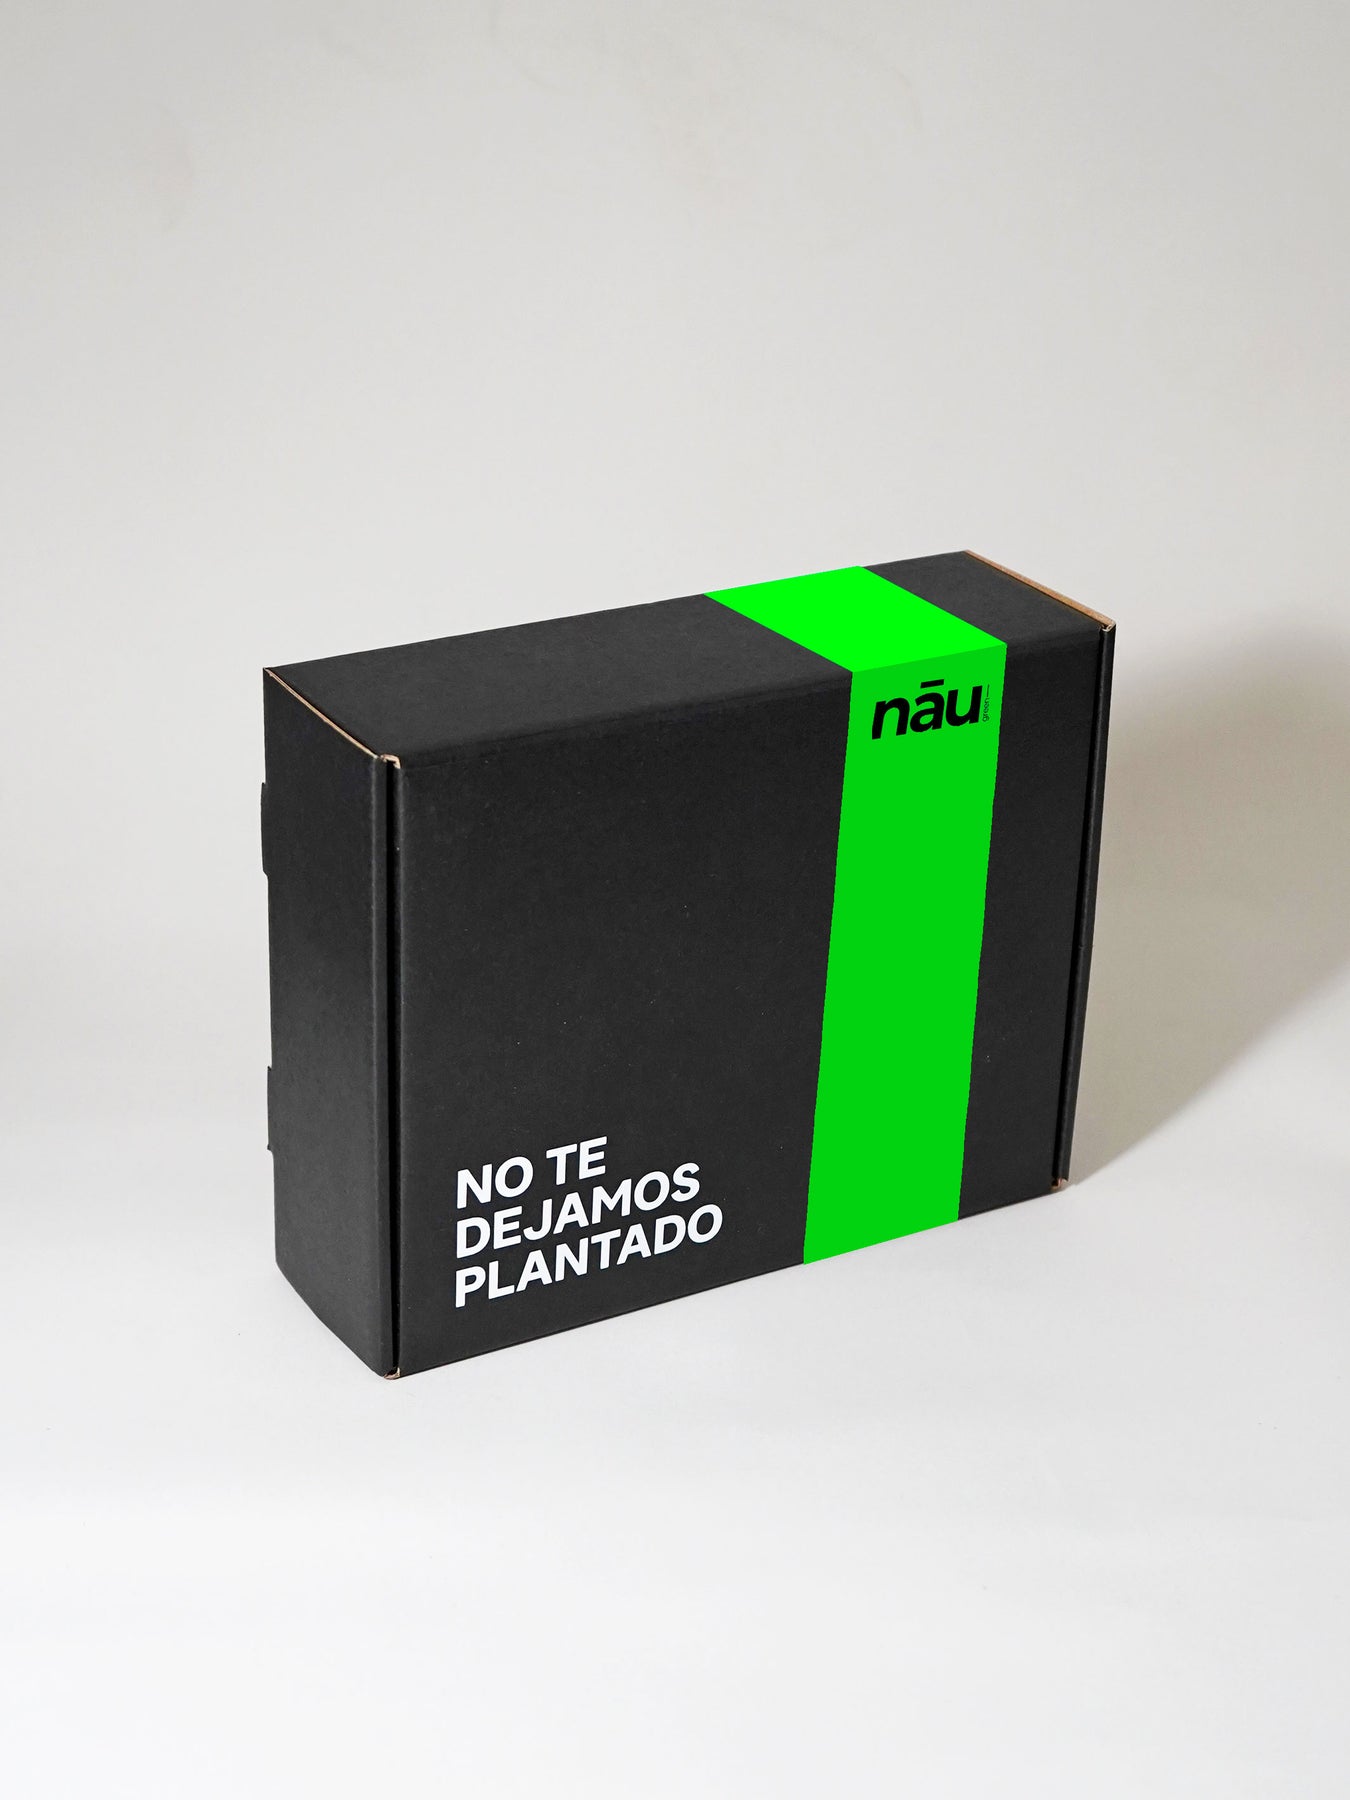 nāu
green
NO TE
DEJAMOS
PLANTADO